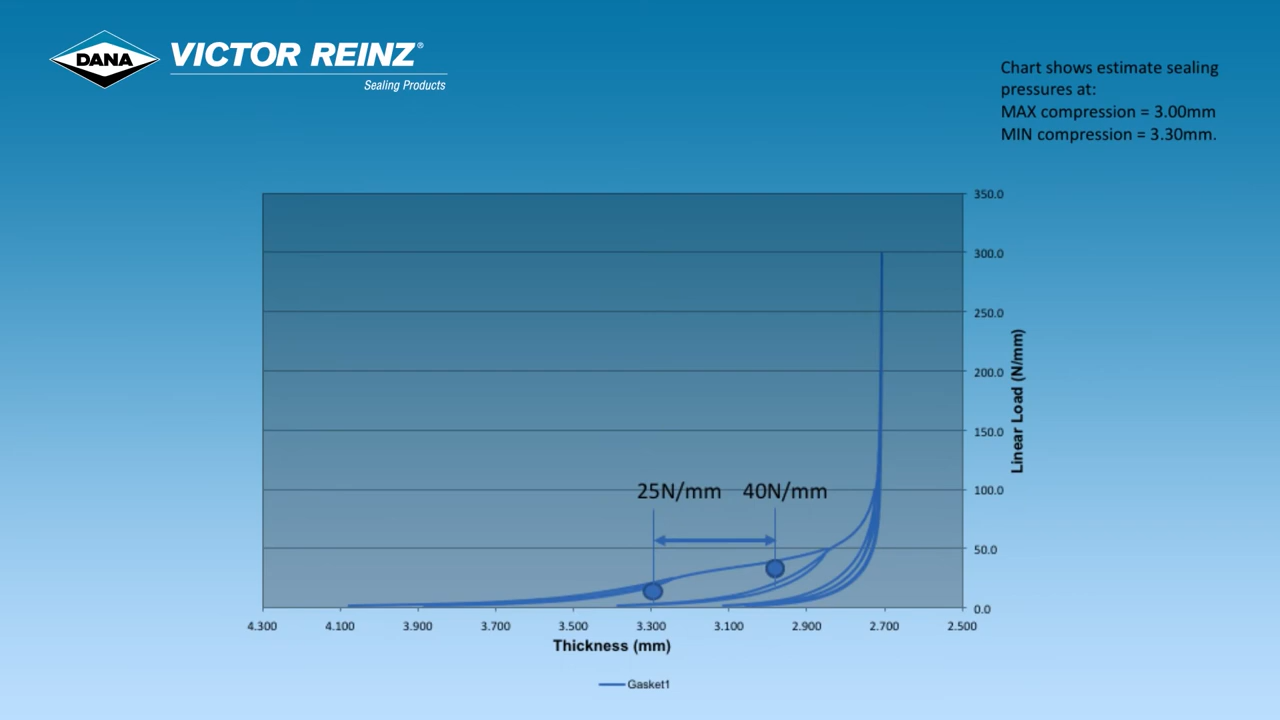 DANA
VICTOR REINZ®
Sealing Products
Chart shows estimate sealing
pressures at:
MAX compression = 3.00mm
MIN compression = 3.30mm.
350.0
300.0
250.0
200.0
150.0
100.0
50.0
0.0
Linear Load (N/mm)
25N/mm 40N/mm
4.300 4.100 3.900 3.700 3.500 3.300 3.100 2.900 2.700 2.500
Thickness (mm)
Gasket1